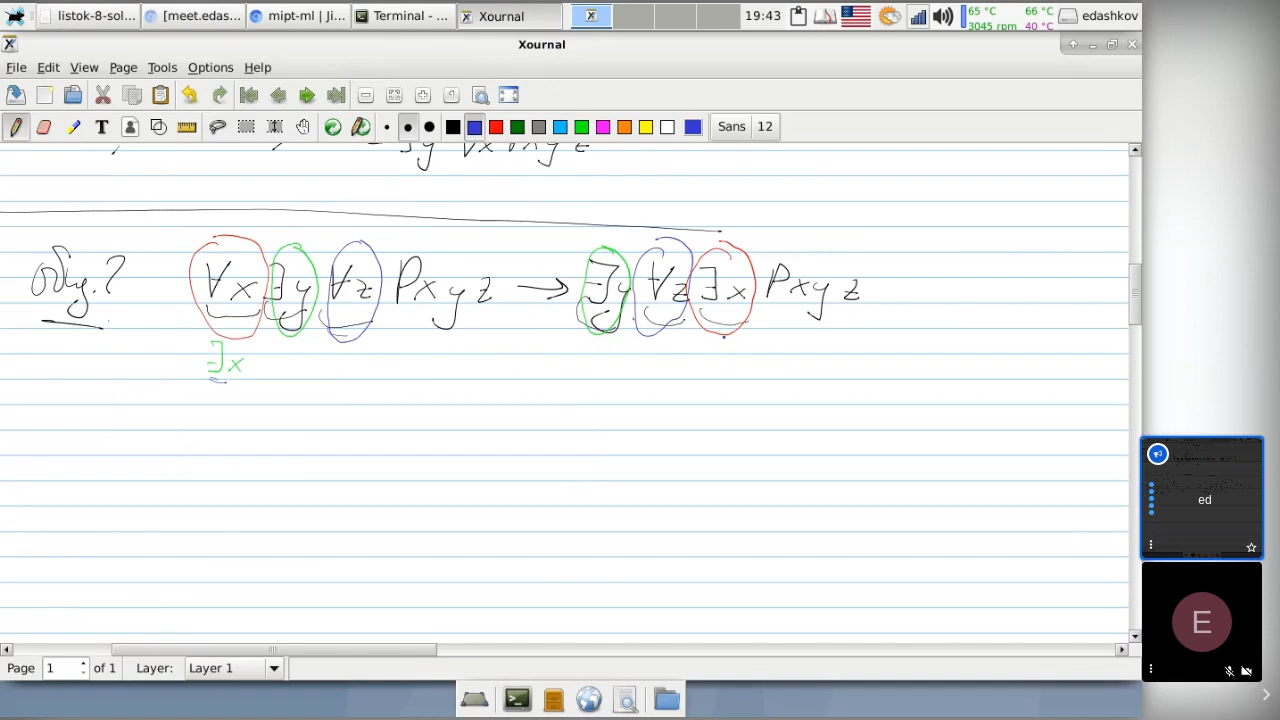 listok-8-sol... [meet.edas... mipt-ml | Ji... Terminal - ... Xournal 19:43 65 °C 3045 rpm 66 °C 40 °C edashkov
Xournal
File Edit View Page Tools Options Help
Sans 12
∃y ∀x Pxyz
общ.? ∀x ∃y ∀z Pxyz → ∃y ∀z ∃x Pxyz
∃x
ed
E
Page 1 of 1 Layer: Layer 1